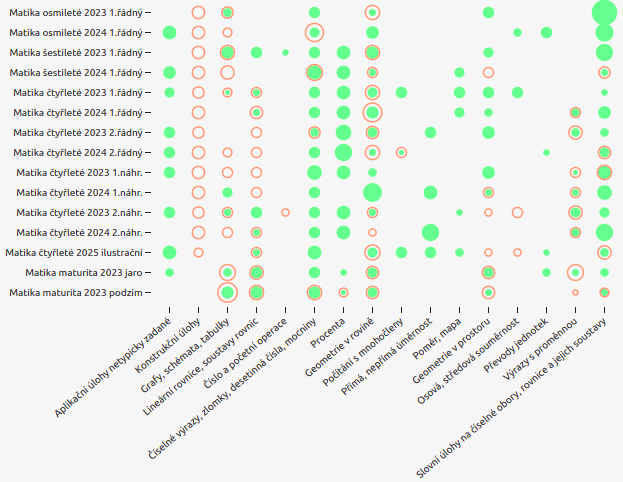 Matika osmileté 2023 1.řádný
Matika osmileté 2024 1.řádný
Matika šestileté 2023 1.řádný
Matika šestileté 2024 1.řádný
Matika čtyřleté 2023 1.řádný
Matika čtyřleté 2024 1.řádný
Matika čtyřleté 2023 2.řádný
Matika čtyřleté 2024 2.řádný
Matika čtyřleté 2023 1.náhr.
Matika čtyřleté 2024 1.náhr.
Matika čtyřleté 2023 2.náhr.
Matika čtyřleté 2024 2.náhr.
Matika čtyřleté 2025 ilustrační
Matika maturita 2023 jaro
Matika maturita 2023 podzim
Aplikační úlohy netypicky zadané
Konstrukční úlohy
Grafy, schémata, tabulky
Lineární rovnice, soustavy rovnic
Číslo a početní operace
Číselné výrazy, zlomky, desetinná čísla, mocniny
Procenta
Geometrie v rovině
Počítání s mnohočleny
Přímá, nepřímá úměrnost
Poměr, mapa
Geometrie v prostoru
Osová, středová souměrnost
Převody jednotek
Výrazy s proměnnou
Slovní úlohy na číselné obory, rovnice a jejich soustavy